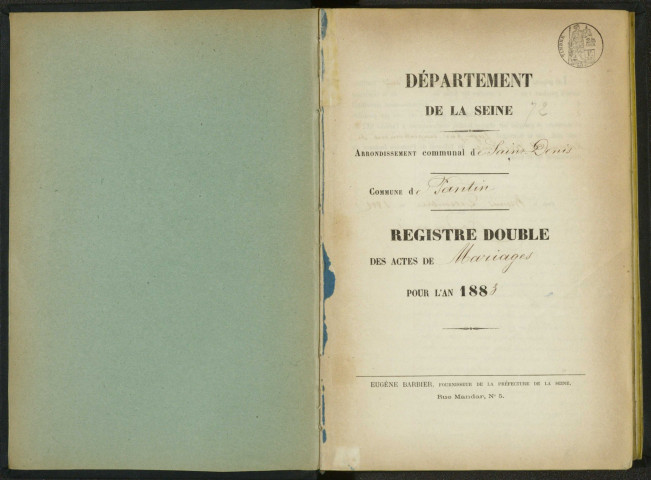 DÉPARTEMENT
DE LA SEINE 72
ARRONDISSEMENT communal de Saint Denis
COMMUNE de Pantin
REGISTRE DOUBLE
DES ACTES DE Mariages
POUR L'AN 1883
EUGÈNE BARBIER, FOURNISSEUR DE LA PRÉFECTURE DE LA SEINE,
Rue Mandar, N° 5.